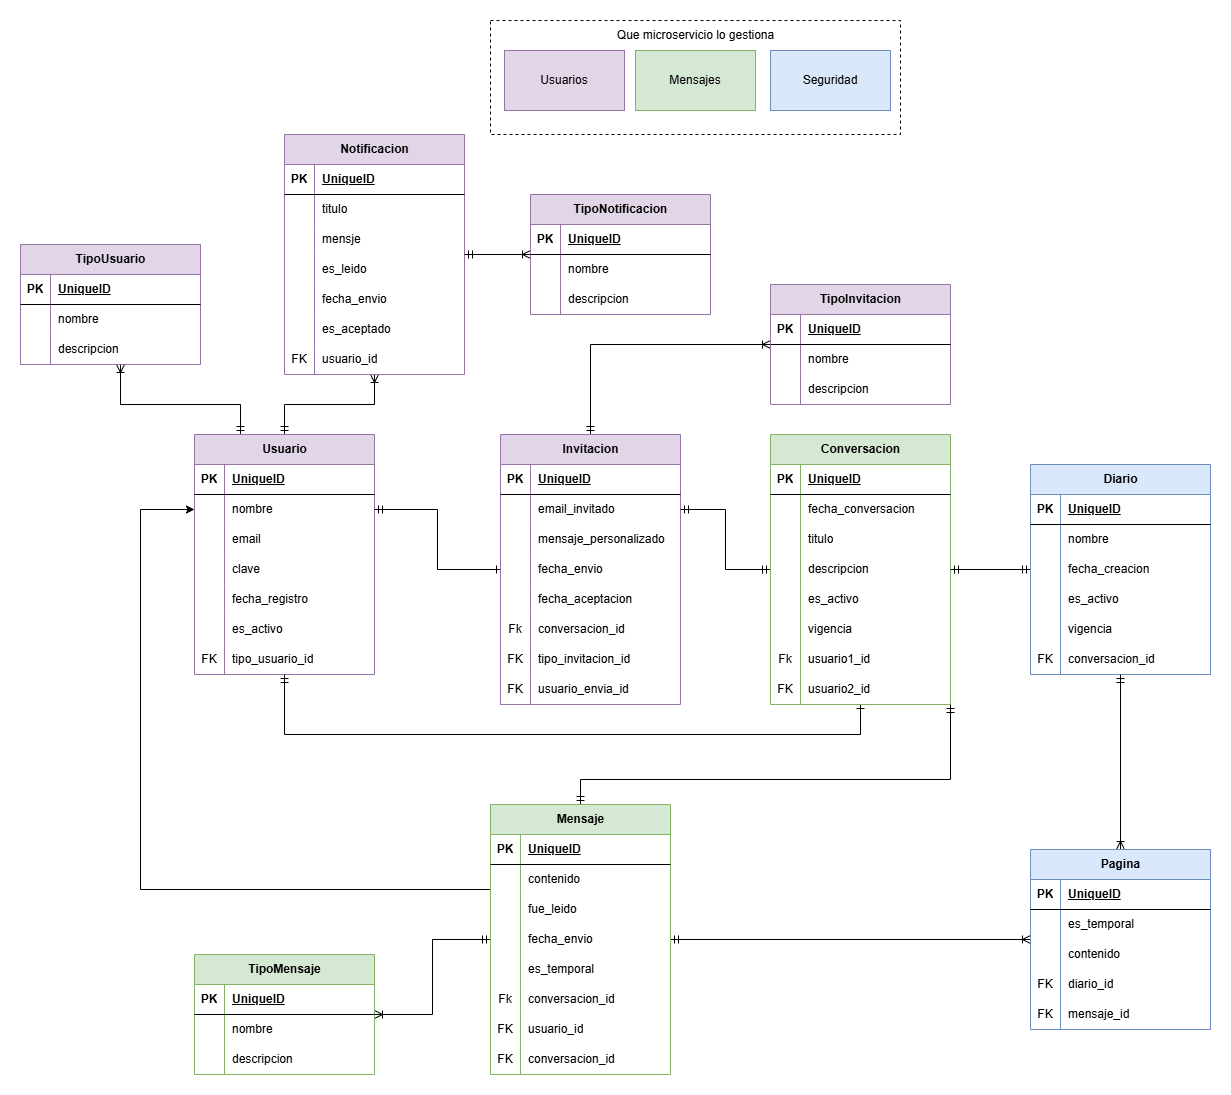 Que microservicio lo gestiona
Usuarios
Mensajes
Seguridad
Notificacion
PK UniqueID
titulo
mensje
es_leido
fecha_envio
es_aceptado
FK usuario_id
TipoNotificacion
PK UniqueID
nombre
descripcion
TipoUsuario
PK UniqueID
nombre
descripcion
TipoInvitacion
PK UniqueID
nombre
descripcion
Usuario
PK UniqueID
nombre
email
clave
fecha_registro
es_activo
FK tipo_usuario_id
Invitacion
PK UniqueID
email_invitado
mensaje_personalizado
fecha_envio
fecha_aceptacion
Fk conversacion_id
FK tipo_invitacion_id
FK usuario_envia_id
Conversacion
PK UniqueID
fecha_conversacion
titulo
descripcion
es_activo
vigencia
Fk usuario1_id
FK usuario2_id
Diario
PK UniqueID
nombre
fecha_creacion
es_activo
vigencia
FK conversacion_id
Mensaje
PK UniqueID
contenido
fue_leido
fecha_envio
es_temporal
Fk conversacion_id
FK usuario_id
FK conversacion_id
Pagina
PK UniqueID
es_temporal
contenido
FK diario_id
FK mensaje_id
TipoMensaje
PK UniqueID
nombre
descripcion